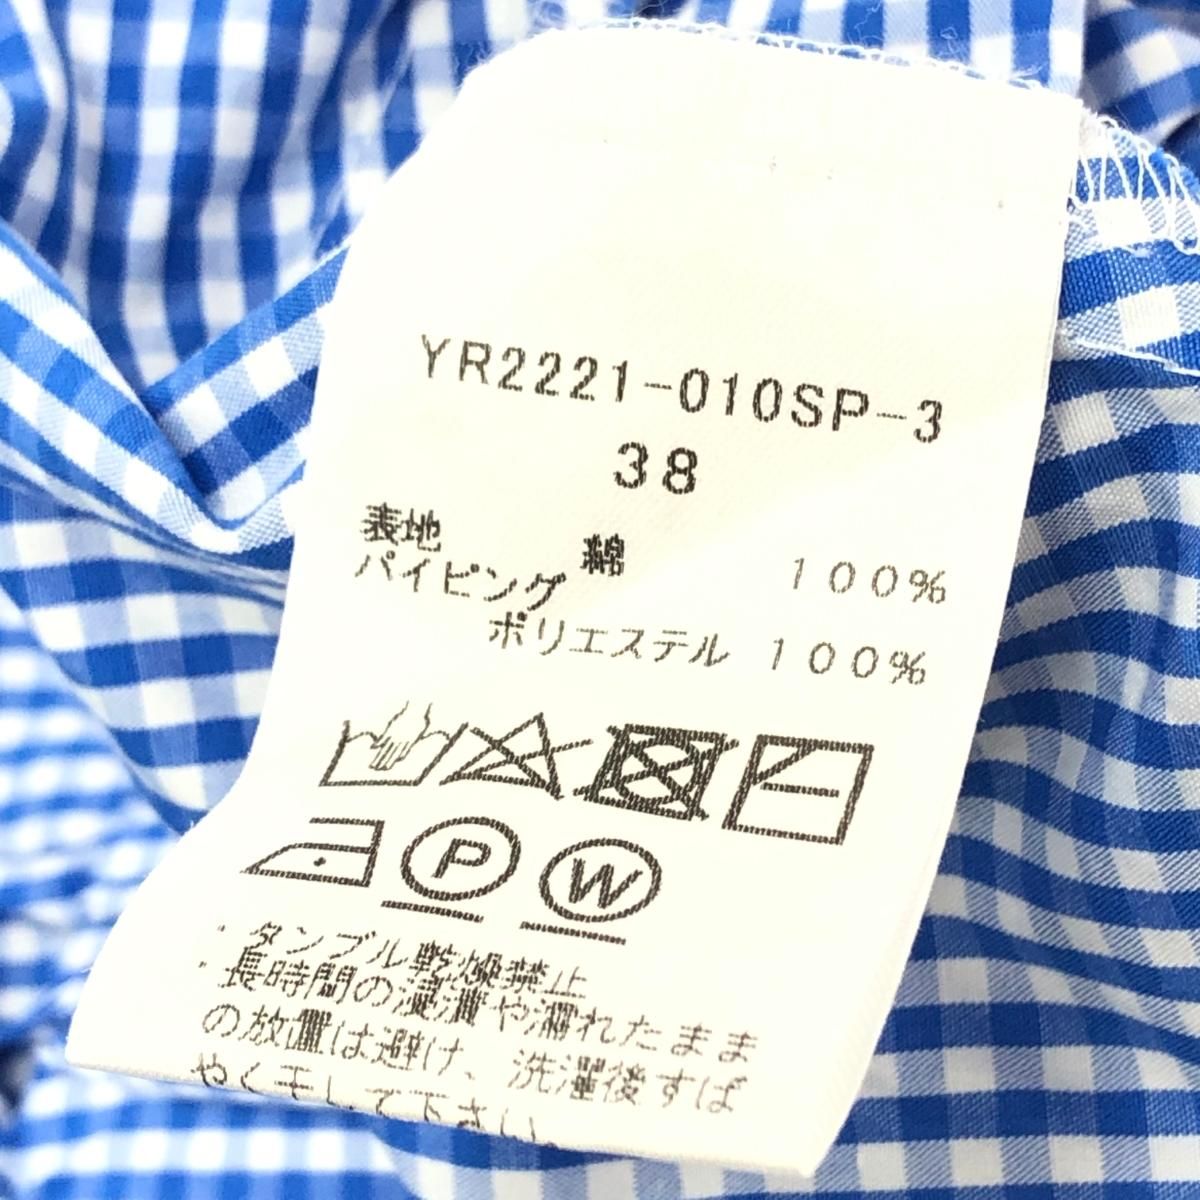 YR2221-010SP-3
38
表地
綿 100%
パイピング
ポリエステル 100%
P W
・タンブル乾燥禁止
・長時間の浸漬や濡れたまま
の放置は避け、洗濯後すば
やく干して下さい。